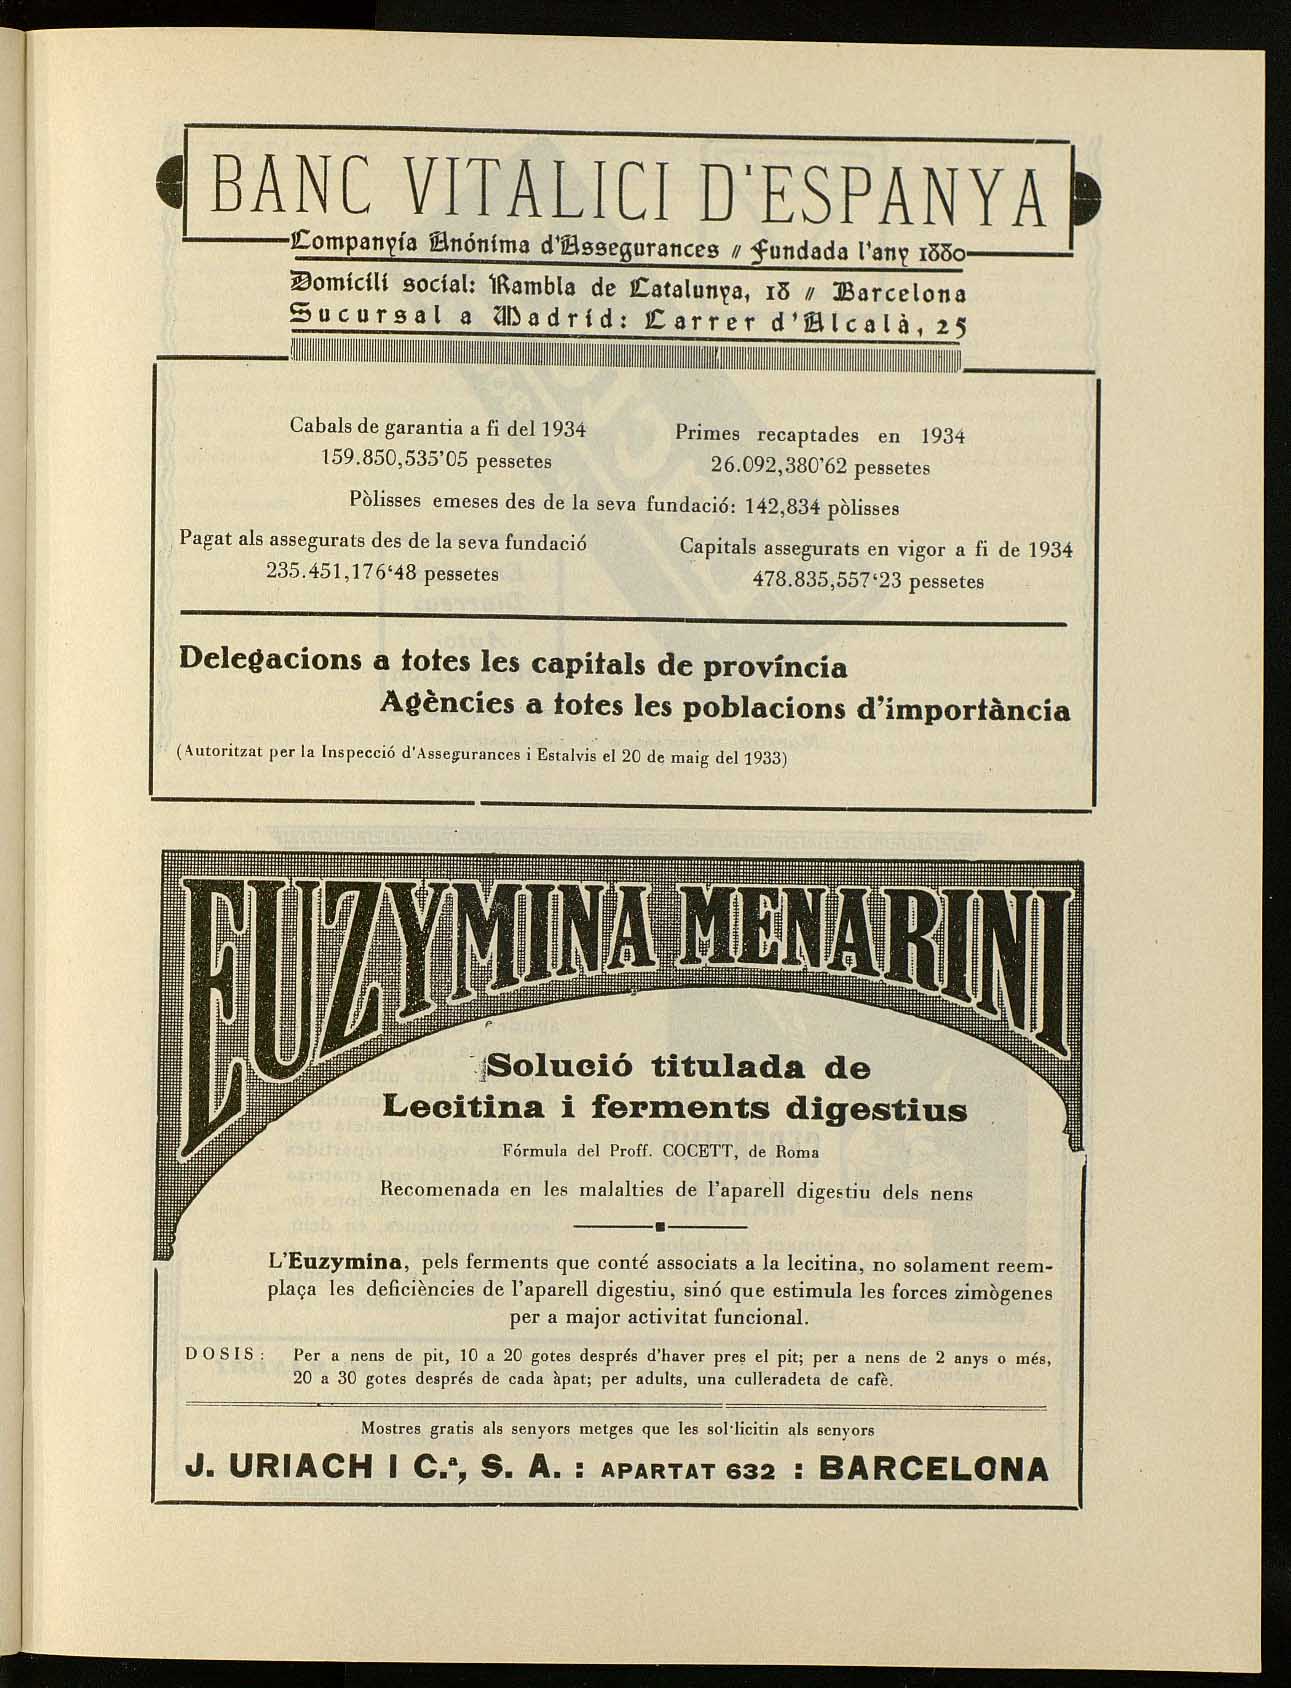 BANC VITALICI D'ESPANYA
Companyía Anónima d'Assegurances // Fundada l'any 1880
Domicili social: Rambla de Catalunya, 18 // Barcelona
Sucursal a Madrid: Carrer d'Alcalà, 25
Cabals de garantia a fi del 1934
159.850,535'05 pessetes
Primes recaptades en 1934
26.092,380'62 pessetes
Pòlisses emeses des de la seva fundació: 142,834 pòlisses
Pagat als assegurats des de la seva fundació
235.451,176‘48 pessetes
Capitals assegurats en vigor a fi de 1934
478.835,557‘23 pessetes
Delegacions a totes les capitals de província
Agències a totes les poblacions d'importància
(Autoritzat per la Inspecció d'Assegurances i Estalvis el 20 de maig del 1933)
EUZYMINA MENARINI
Solució titulada de
Lecitina i ferments digestius
Fórmula del Proff. COCETT, de Roma
Recomenada en les malalties de l'aparell digestiu dels nens
L'Euzymina, pels ferments que conté associats a la lecitina, no solament reem-
plaça les deficiències de l'aparell digestiu, sinó que estimula les forces zimògenes
per a major activitat funcional.
DOSIS: Per a nens de pit, 10 a 20 gotes després d'haver pres el pit; per a nens de 2 anys o més,
20 a 30 gotes després de cada àpat; per adults, una culleradeta de cafè.
Mostres gratis als senyors metges que les sol·licitin als senyors
J. URIACH I C.ª, S. A. : APARTAT 632 : BARCELONA